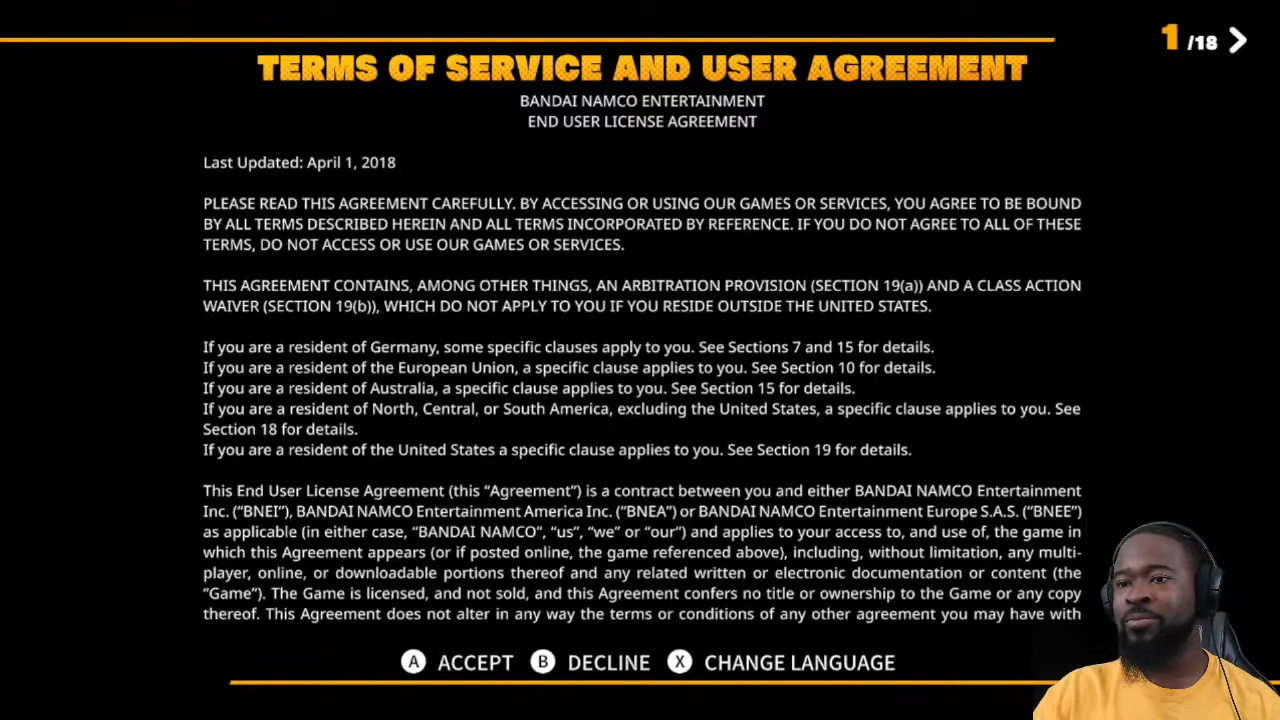 1 /18
TERMS OF SERVICE AND USER AGREEMENT
BANDAI NAMCO ENTERTAINMENT
END USER LICENSE AGREEMENT
Last Updated: April 1, 2018
PLEASE READ THIS AGREEMENT CAREFULLY. BY ACCESSING OR USING OUR GAMES OR SERVICES, YOU AGREE TO BE BOUND
BY ALL TERMS DESCRIBED HEREIN AND ALL TERMS INCORPORATED BY REFERENCE. IF YOU DO NOT AGREE TO ALL OF THESE
TERMS, DO NOT ACCESS OR USE OUR GAMES OR SERVICES.
THIS AGREEMENT CONTAINS, AMONG OTHER THINGS, AN ARBITRATION PROVISION (SECTION 19(a)) AND A CLASS ACTION
WAIVER (SECTION 19(b)), WHICH DO NOT APPLY TO YOU IF YOU RESIDE OUTSIDE THE UNITED STATES.
If you are a resident of Germany, some specific clauses apply to you. See Sections 7 and 15 for details.
If you are a resident of the European Union, a specific clause applies to you. See Section 10 for details.
If you are a resident of Australia, a specific clause applies to you. See Section 15 for details.
If you are a resident of North, Central, or South America, excluding the United States, a specific clause applies to you. See
Section 18 for details.
If you are a resident of the United States a specific clause applies to you. See Section 19 for details.
This End User License Agreement (this “Agreement”) is a contract between you and either BANDAI NAMCO Entertainment
Inc. (“BNEI”), BANDAI NAMCO Entertainment America Inc. (“BNEA”) or BANDAI NAMCO Entertainment Europe S.A.S. (“BNEE”)
as applicable (in either case, “BANDAI NAMCO”, “us”, “we” or “our”) and applies to your access to, and use of, the game in
which this Agreement appears (or if posted online, the game referenced above), including, without limitation, any multi-
player, online, or downloadable portions thereof and any related written or electronic documentation or content (the
“Game”). The Game is licensed, and not sold, and this Agreement confers no title or ownership to the Game or any copy
thereof. This Agreement does not alter in any way the terms or conditions of any other agreement you may have with
A ACCEPT B DECLINE X CHANGE LANGUAGE